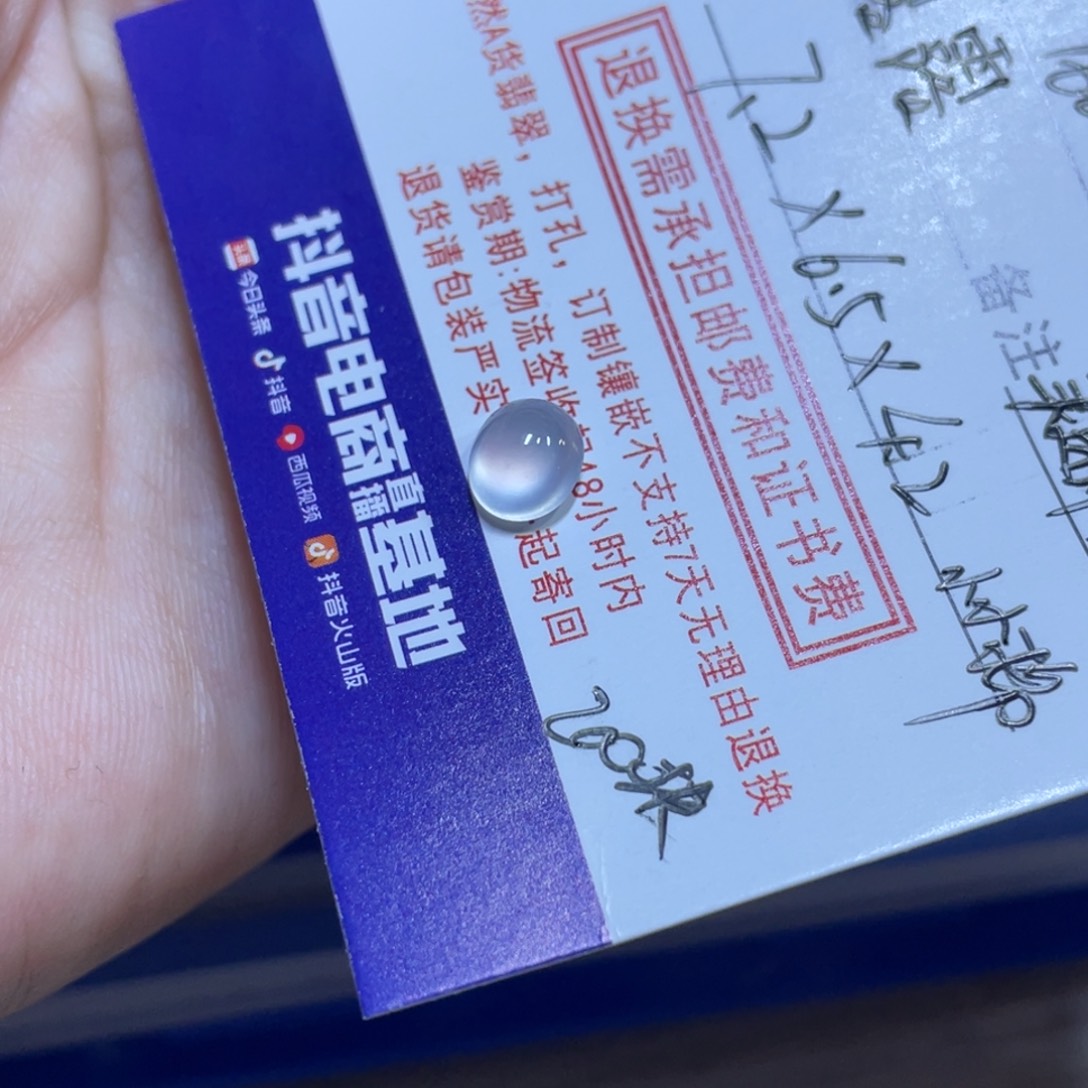 7.2×6.5×4.2
备注
退换需承担邮费和证书费
然A货翡翠，打孔，订制镶嵌不支持7天无理由退换
鉴赏期:物流签收 48小时内
退货请包装严实 起寄回
抖音电商直播基地
今日头条 抖音 西瓜视频 抖音火山版